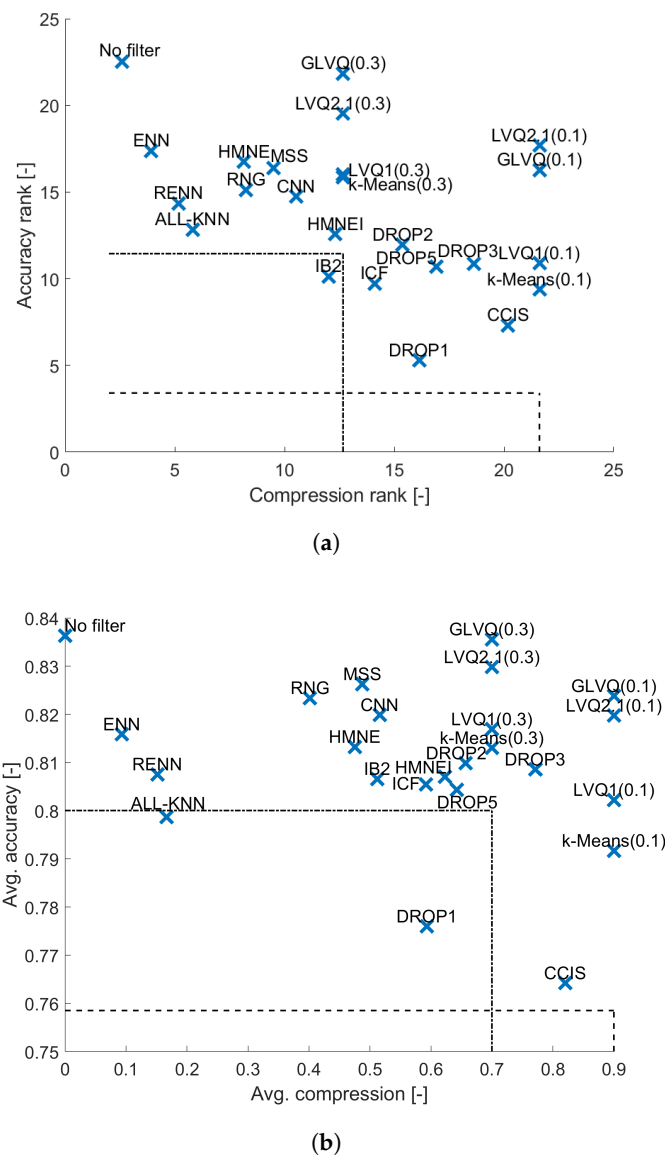 25
No filter
GLVQ(0.3)
LVQ2.1(0.3)
20
LVQ2.1(0.1)
ENN
HMNE
MSS
GLVQ(0.1)
LVQ1(0.3)
RNG
CNN
k-Means(0.3)
15
RENN
ALL-KNN
HMNEI
DROP2
DROP3
LVQ1(0.1)
DROP5
IB2
ICF
k-Means(0.1)
10
CCIS
DROP1
5
0
Accuracy rank [-]
0 5 10 15 20 25
Compression rank [-]
(a)
0.84
No filter
GLVQ(0.3)
0.83
LVQ2.1(0.3)
MSS
RNG
GLVQ(0.1)
CNN
LVQ2.1(0.1)
0.82
ENN
LVQ1(0.3)
HMNE
k-Means(0.3)
DROP2
0.81
RENN
IB2
HMNEI
DROP3
ICF
LVQ1(0.1)
ALL-KNN
DROP5
0.8
k-Means(0.1)
0.79
0.78
DROP1
0.77
CCIS
0.76
0.75
Avg. accuracy [-]
0 0.1 0.2 0.3 0.4 0.5 0.6 0.7 0.8 0.9
Avg. compression [-]
(b)